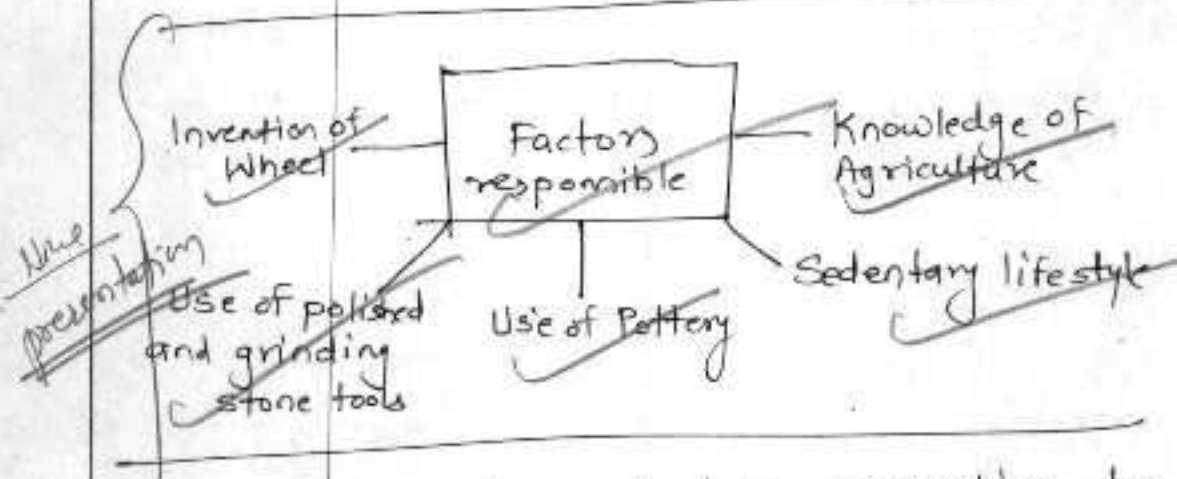 Invention of
Wheel
Factors
responsible
Knowledge of
Agriculture
Nice
presentation
Use of polished
and grinding
stone tools
Use of Pottery
Sedentary lifestyle